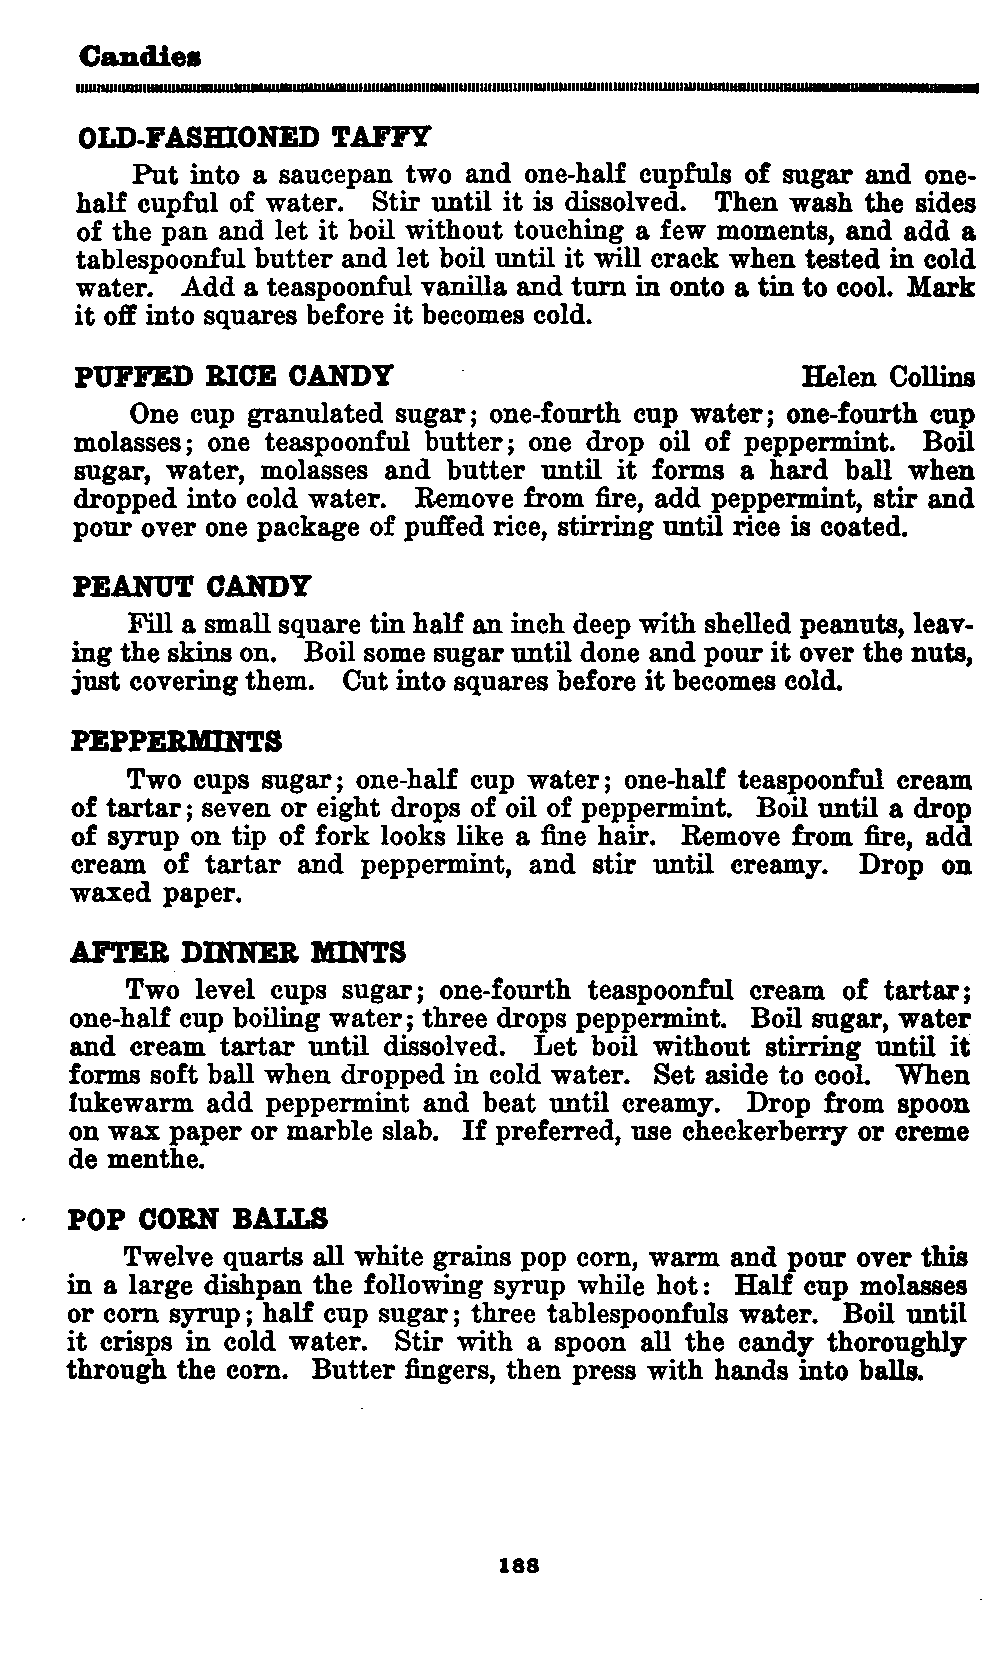 Candies
OLD-FASHIONED TAFFY
Put into a saucepan two and one-half cupfuls of sugar and one-
half cupful of water. Stir until it is dissolved. Then wash the sides
of the pan and let it boil without touching a few moments, and add a
tablespoonful butter and let boil until it will crack when tested in cold
water. Add a teaspoonful vanilla and turn in onto a tin to cool. Mark
it off into squares before it becomes cold.
PUFFED RICE CANDY Helen Collins
One cup granulated sugar; one-fourth cup water; one-fourth cup
molasses; one teaspoonful butter; one drop oil of peppermint. Boil
sugar, water, molasses and butter until it forms a hard ball when
dropped into cold water. Remove from fire, add peppermint, stir and
pour over one package of puffed rice, stirring until rice is coated.
PEANUT CANDY
Fill a small square tin half an inch deep with shelled peanuts, leav-
ing the skins on. Boil some sugar until done and pour it over the nuts,
just covering them. Cut into squares before it becomes cold.
PEPPERMINTS
Two cups sugar; one-half cup water; one-half teaspoonful cream
of tartar; seven or eight drops of oil of peppermint. Boil until a drop
of syrup on tip of fork looks like a fine hair. Remove from fire, add
cream of tartar and peppermint, and stir until creamy. Drop on
waxed paper.
AFTER DINNER MINTS
Two level cups sugar; one-fourth teaspoonful cream of tartar;
one-half cup boiling water; three drops peppermint. Boil sugar, water
and cream tartar until dissolved. Let boil without stirring until it
forms soft ball when dropped in cold water. Set aside to cool. When
lukewarm add peppermint and beat until creamy. Drop from spoon
on wax paper or marble slab. If preferred, use checkerberry or creme
de menthe.
POP CORN BALLS
Twelve quarts all white grains pop corn, warm and pour over this
in a large dishpan the following syrup while hot: Half cup molasses
or corn syrup; half cup sugar; three tablespoonfuls water. Boil until
it crisps in cold water. Stir with a spoon all the candy thoroughly
through the corn. Butter fingers, then press with hands into balls.
188